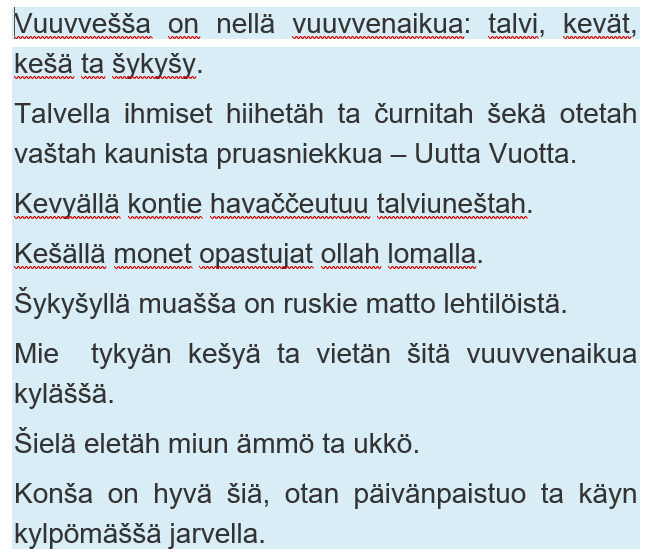 Vuuvvešša on nellä vuuvvenaikua: talvi, kevät,
kešä ta šykyšy.
Talvella ihmiset hiihetäh ta čurnitah šekä otetah
vaštah kaunista pruasniekkua – Uutta Vuotta.
Kevyällä kontie havaččeutuu talviuneštah.
Kešällä monet opastujat ollah lomalla.
Šykyšyllä muašša on ruskie matto lehtilöistä.
Mie  tykyän kešyä ta vietän šitä vuuvvenaikua
kyläššä.
Šielä eletäh miun ämmö ta ukkö.
Konša on hyvä šiä, otan päivänpaistuo ta käyn
kylpömäššä jarvella.